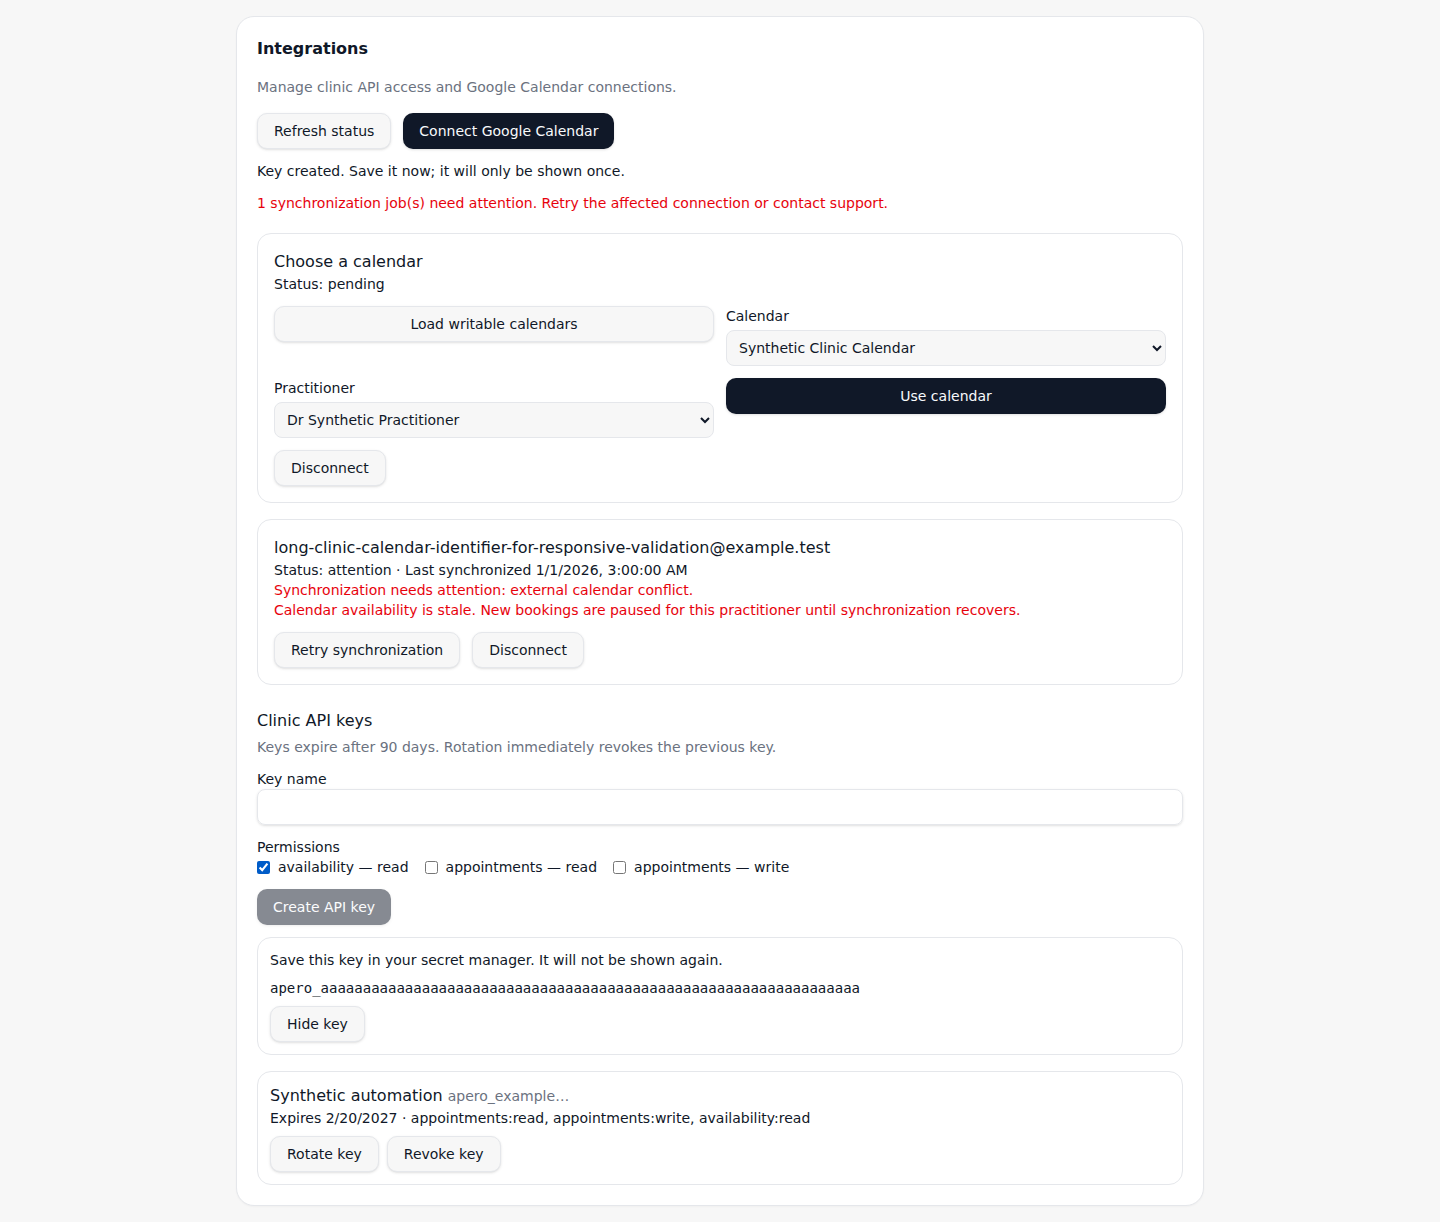 Integrations
Manage clinic API access and Google Calendar connections.
Refresh status
Connect Google Calendar
Key created. Save it now; it will only be shown once.
1 synchronization job(s) need attention. Retry the affected connection or contact support.
Choose a calendar
Status: pending
Load writable calendars
Calendar
Synthetic Clinic Calendar
Practitioner
Dr Synthetic Practitioner
Use calendar
Disconnect
long-clinic-calendar-identifier-for-responsive-validation@example.test
Status: attention · Last synchronized 1/1/2026, 3:00:00 AM
Synchronization needs attention: external calendar conflict.
Calendar availability is stale. New bookings are paused for this practitioner until synchronization recovers.
Retry synchronization
Disconnect
Clinic API keys
Keys expire after 90 days. Rotation immediately revokes the previous key.
Key name
Permissions
availability — read
appointments — read
appointments — write
Create API key
Save this key in your secret manager. It will not be shown again.
apero_aaaaaaaaaaaaaaaaaaaaaaaaaaaaaaaaaaaaaaaaaaaaaaaaaaaaaaaaaaaaaaaa
Hide key
Synthetic automation apero_example…
Expires 2/20/2027 · appointments:read, appointments:write, availability:read
Rotate key
Revoke key